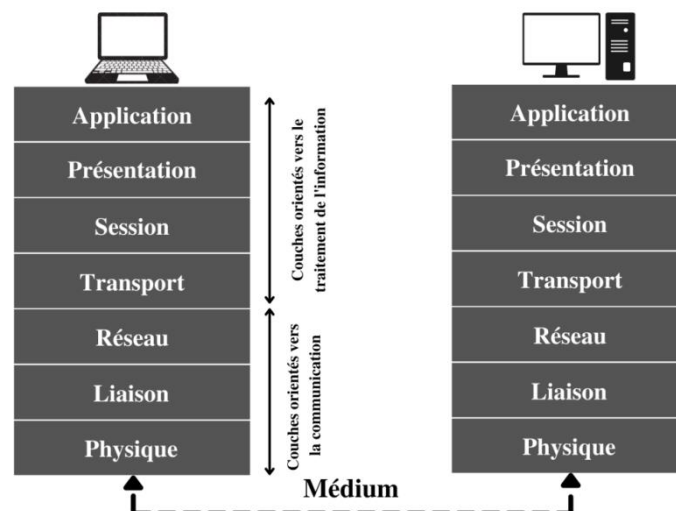 Application
Présentation
Session
Transport
Réseau
Liaison
Physique
Couches orientés vers le
traitement de l'information
Couches orientés vers
la communication
Application
Présentation
Session
Transport
Réseau
Liaison
Physique
Médium